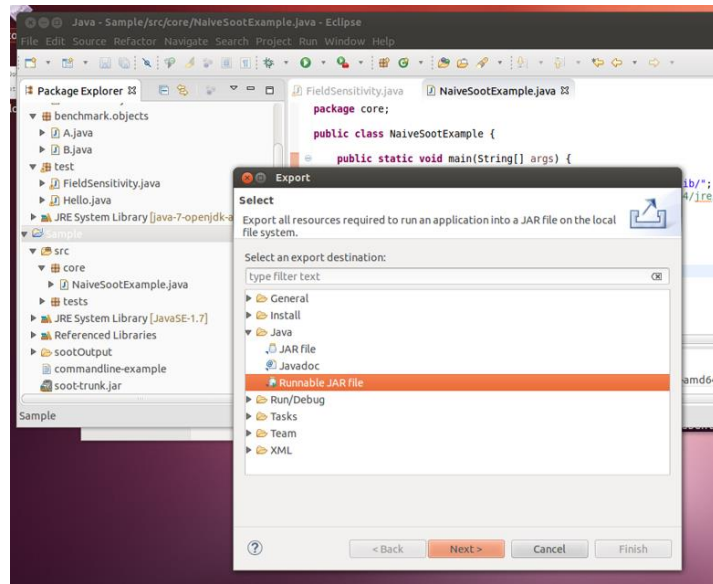 Java - Sample/src/core/NaiveSootExample.java - Eclipse
File Edit Source Refactor Navigate Search Project Run Window Help
Package Explorer
benchmark.objects
A.java
B.java
test
FieldSensitivity.java
Hello.java
JRE System Library [java-7-openjdk-a
Sample
src
core
NaiveSootExample.java
tests
JRE System Library [JavaSE-1.7]
Referenced Libraries
sootOutput
commandline-example
soot-trunk.jar
Sample
FieldSensitivity.java
NaiveSootExample.java
package core;
public class NaiveSootExample {
public static void main(String[] args) {
ib/";
4/jre
amd6
Export
Select
Export all resources required to run an application into a JAR file on the local
file system.
Select an export destination:
type filter text
General
Install
Java
JAR file
Javadoc
Runnable JAR file
Run/Debug
Tasks
Team
XML
< Back
Next >
Cancel
Finish